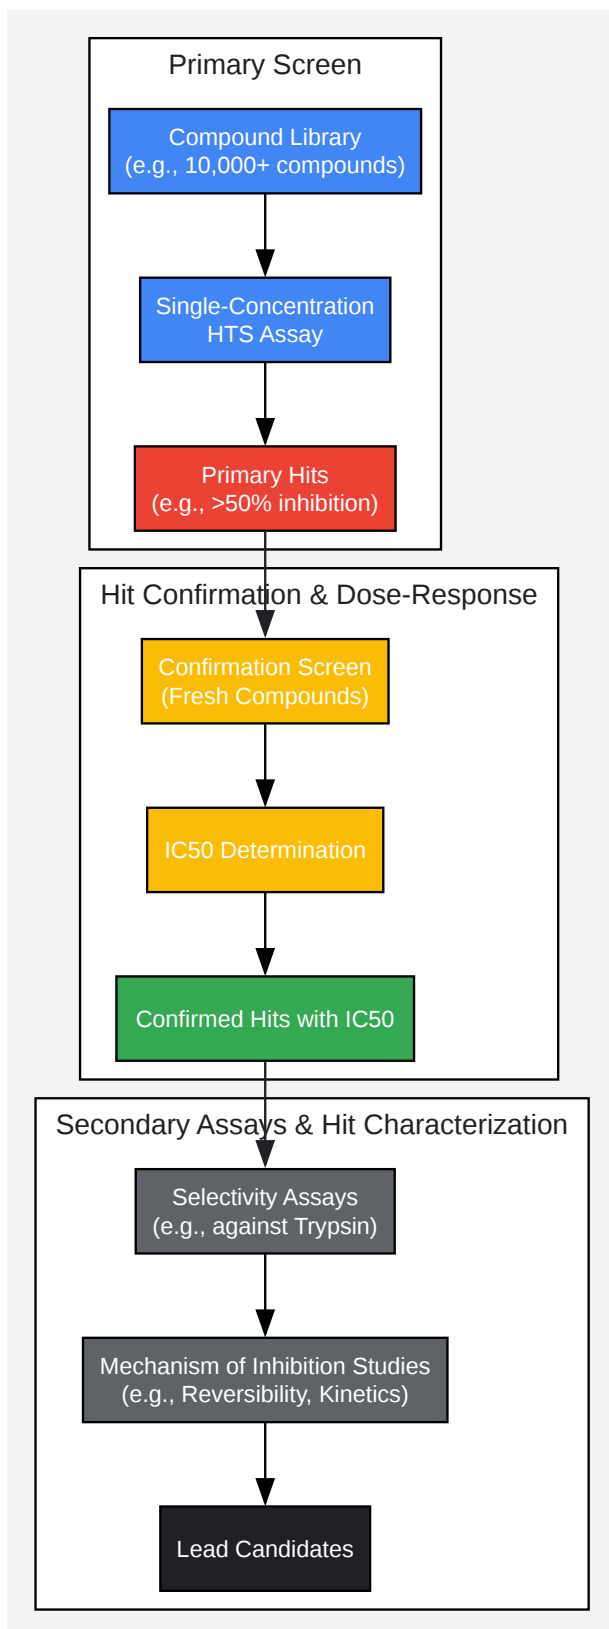 Primary Screen
Compound Library
(e.g., 10,000+ compounds)
Single-Concentration
HTS Assay
Primary Hits
(e.g., >50% inhibition)
Hit Confirmation & Dose-Response
Confirmation Screen
(Fresh Compounds)
IC50 Determination
Confirmed Hits with IC50
Secondary Assays & Hit Characterization
Selectivity Assays
(e.g., against Trypsin)
Mechanism of Inhibition Studies
(e.g., Reversibility, Kinetics)
Lead Candidates